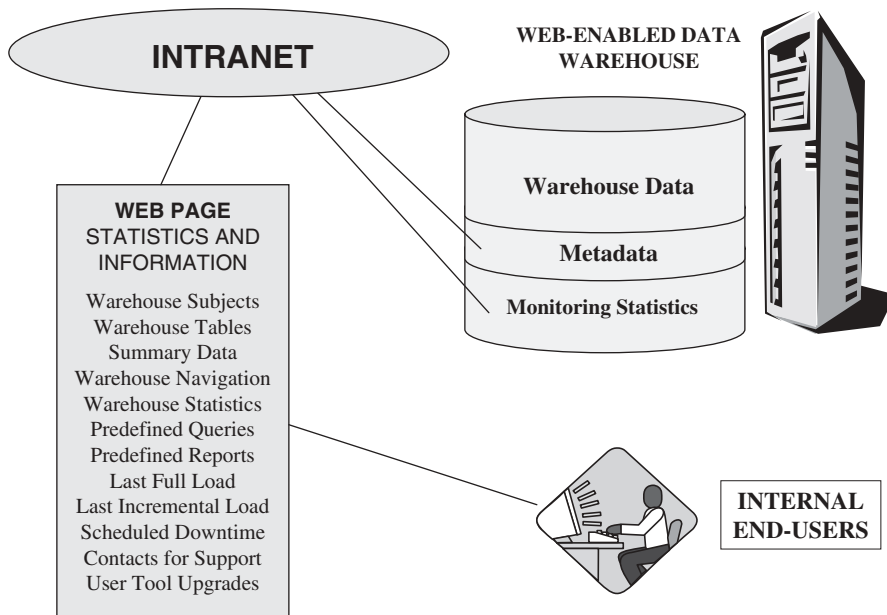 INTRANET
WEB-ENABLED DATA
WAREHOUSE
Warehouse Data
Metadata
Monitoring Statistics
WEB PAGE
STATISTICS AND
INFORMATION
Warehouse Subjects
Warehouse Tables
Summary Data
Warehouse Navigation
Warehouse Statistics
Predefined Queries
Predefined Reports
Last Full Load
Last Incremental Load
Scheduled Downtime
Contacts for Support
User Tool Upgrades
INTERNAL
END-USERS